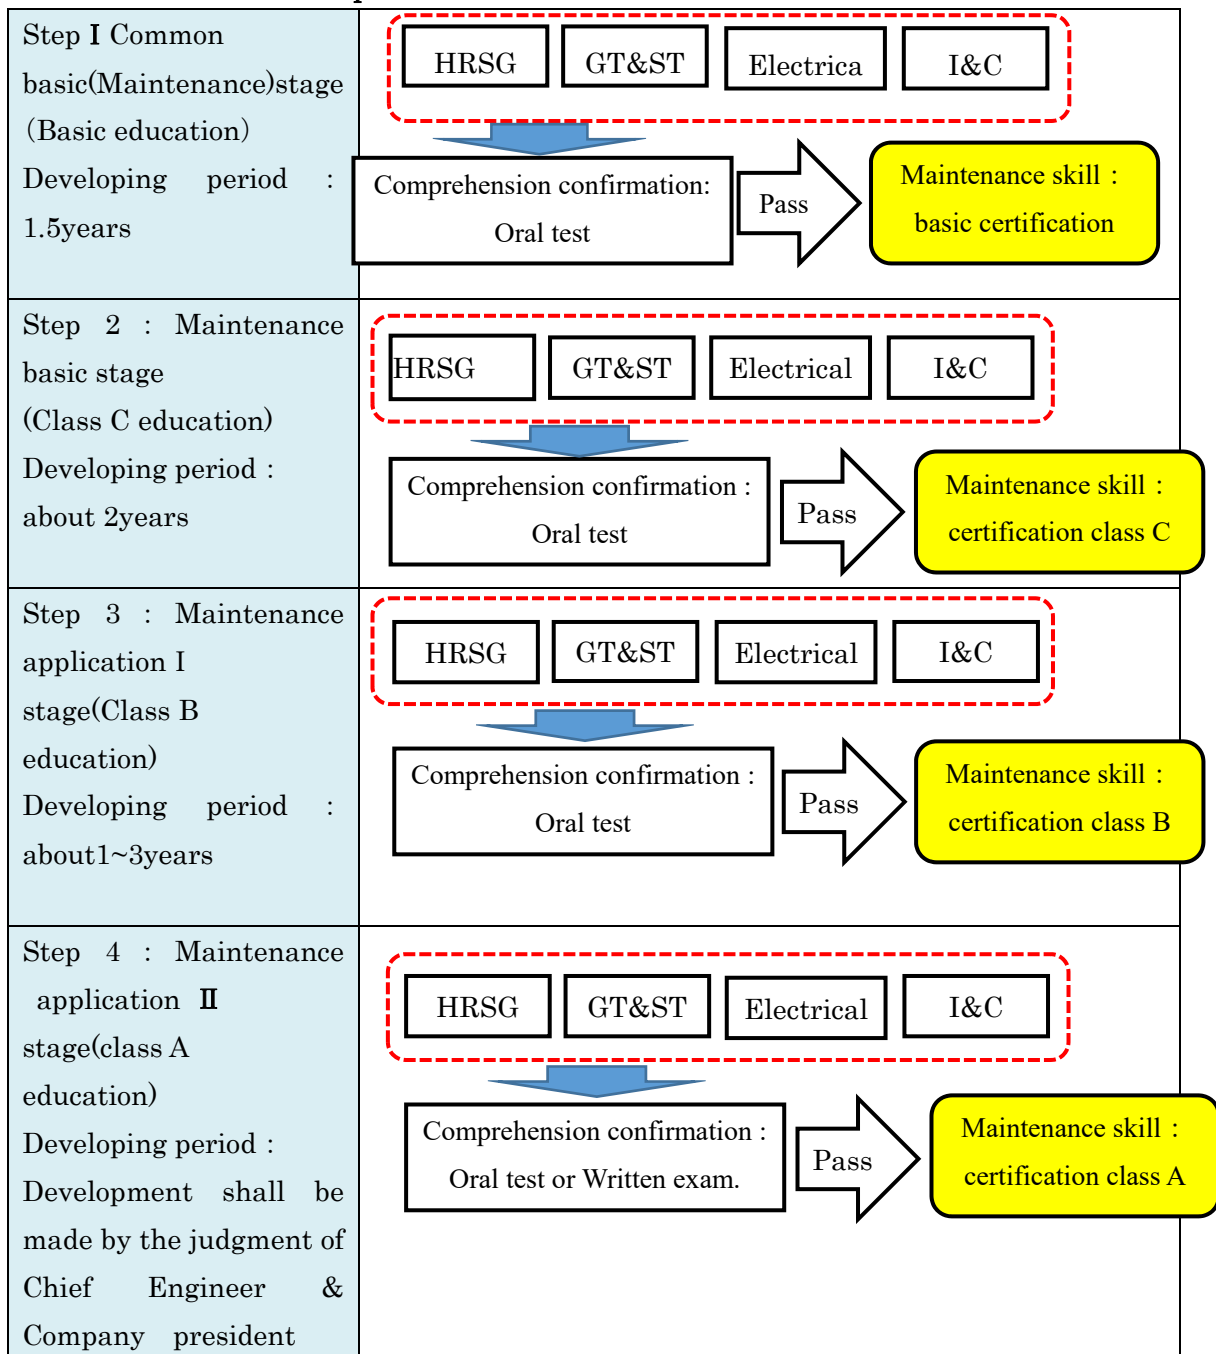 Step Ⅰ Common
basic(Maintenance)stage
（Basic education）
Developing period :
1.5years
HRSG
GT&ST
Electrica
I&C
Comprehension confirmation:
Oral test
Pass
Maintenance skill :
basic certification
Step 2 : Maintenance
basic stage
(Class C education)
Developing period :
about 2years
HRSG
GT&ST
Electrical
I&C
Comprehension confirmation :
Oral test
Pass
Maintenance skill :
certification class C
Step 3 : Maintenance
application I
stage(Class B
education)
Developing period :
about1~3years
HRSG
GT&ST
Electrical
I&C
Comprehension confirmation :
Oral test
Pass
Maintenance skill :
certification class B
Step 4 : Maintenance
application Ⅱ
stage(class A
education)
Developing period :
Development shall be
made by the judgment of
Chief Engineer &
Company president
HRSG
GT&ST
Electrical
I&C
Comprehension confirmation :
Oral test or Written exam.
Pass
Maintenance skill :
certification class A